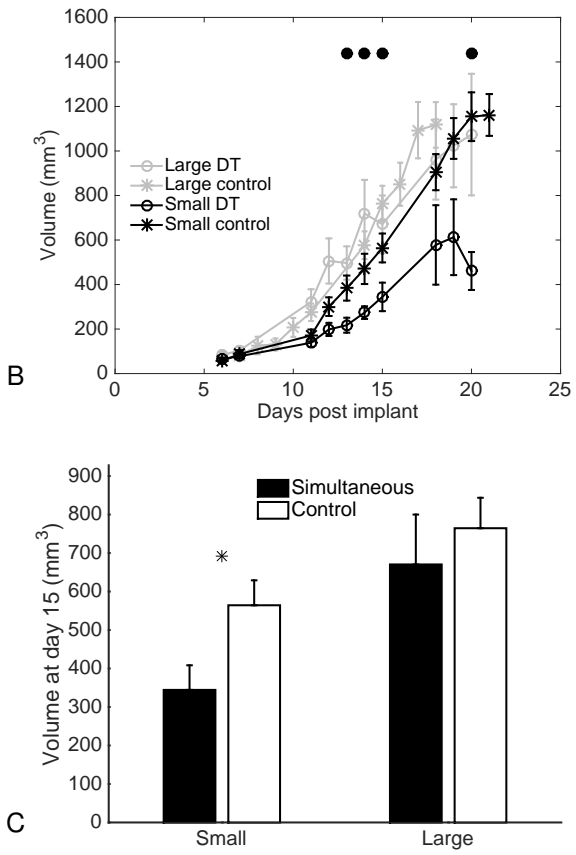 1600
1400
1200
1000
800
600
400
200
0
Volume (mm³)
Large DT
Large control
Small DT
Small control
0 5 10 15 20 25
Days post implant
B
900
800
700
600
500
400
300
200
100
0
Volume at day 15 (mm³)
Simultaneous
Control
*
Small Large
C